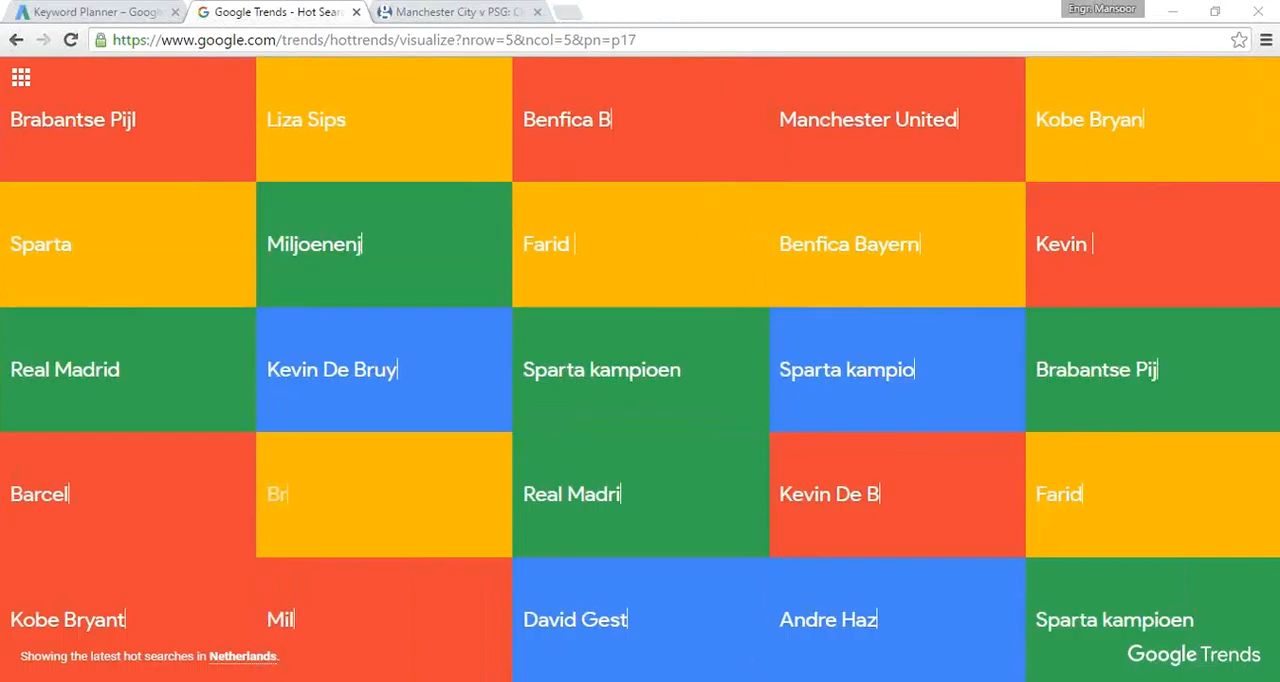 Keyword Planner – Googl
Google Trends - Hot Sear
Manchester City v PSG: C
Engr. Mansoor
https://www.google.com/trends/hottrends/visualize?nrow=5&ncol=5&pn=p17
Brabantse Pijl
Liza Sips
Benfica B
Manchester United
Kobe Bryan
Sparta
Miljoenenj
Farid
Benfica Bayern
Kevin
Real Madrid
Kevin De Bruy
Sparta kampioen
Sparta kampio
Brabantse Pij
Barcel
Br
Real Madri
Kevin De B
Farid
Kobe Bryant
Mil
David Gest
Andre Haz
Sparta kampioen
Showing the latest hot searches in Netherlands.
Google Trends